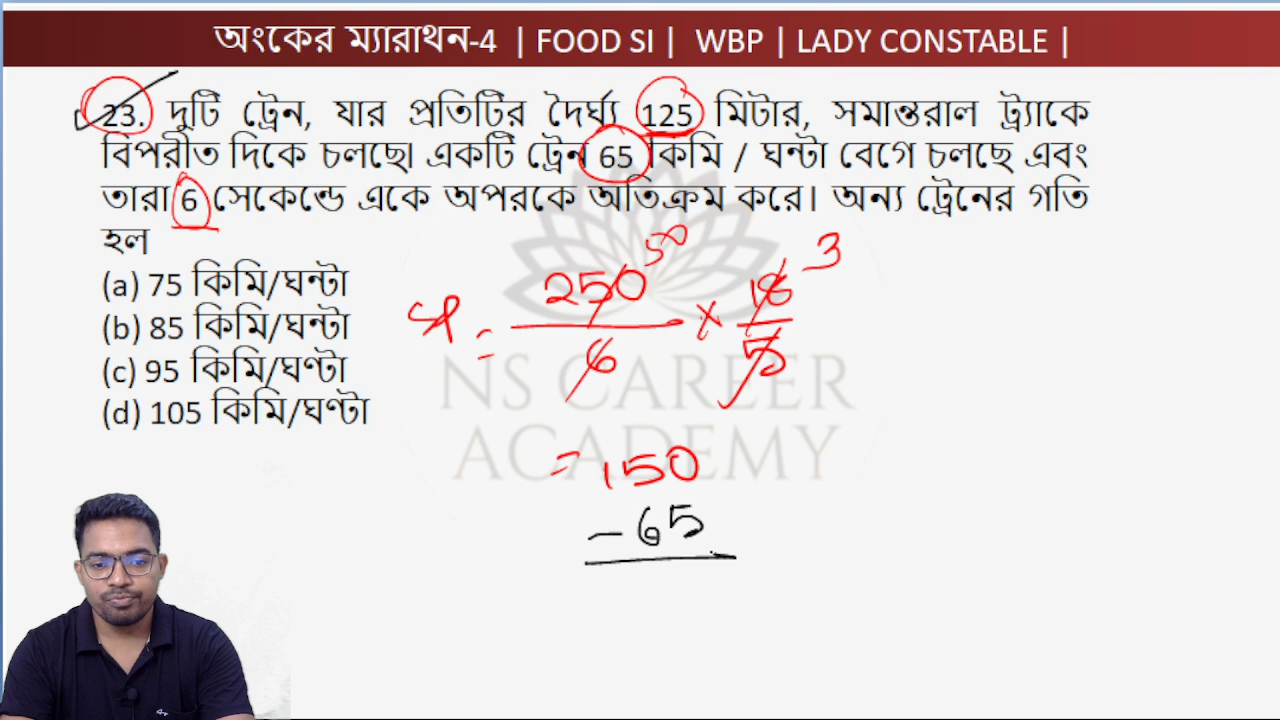 অংকের ম্যারাথন-4 | FOOD SI | WBP | LADY CONSTABLE |
23. দুটি ট্রেন, যার প্রতিটির দৈর্ঘ্য 125 মিটার, সমান্তরাল ট্র্যাকে
বিপরীত দিকে চলছে। একটি ট্রেন 65 কিমি / ঘন্টা বেগে চলছে এবং
তারা 6 সেকেন্ডে একে অপরকে অতিক্রম করে। অন্য ট্রেনের গতি
হল
(a) 75 কিমি/ঘন্টা
(b) 85 কিমি/ঘন্টা
(c) 95 কিমি/ঘণ্টা
(d) 105 কিমি/ঘণ্টা
50 3
= 250 × 18
6 5
= 150
- 65
NS CAREER
ACADEMY